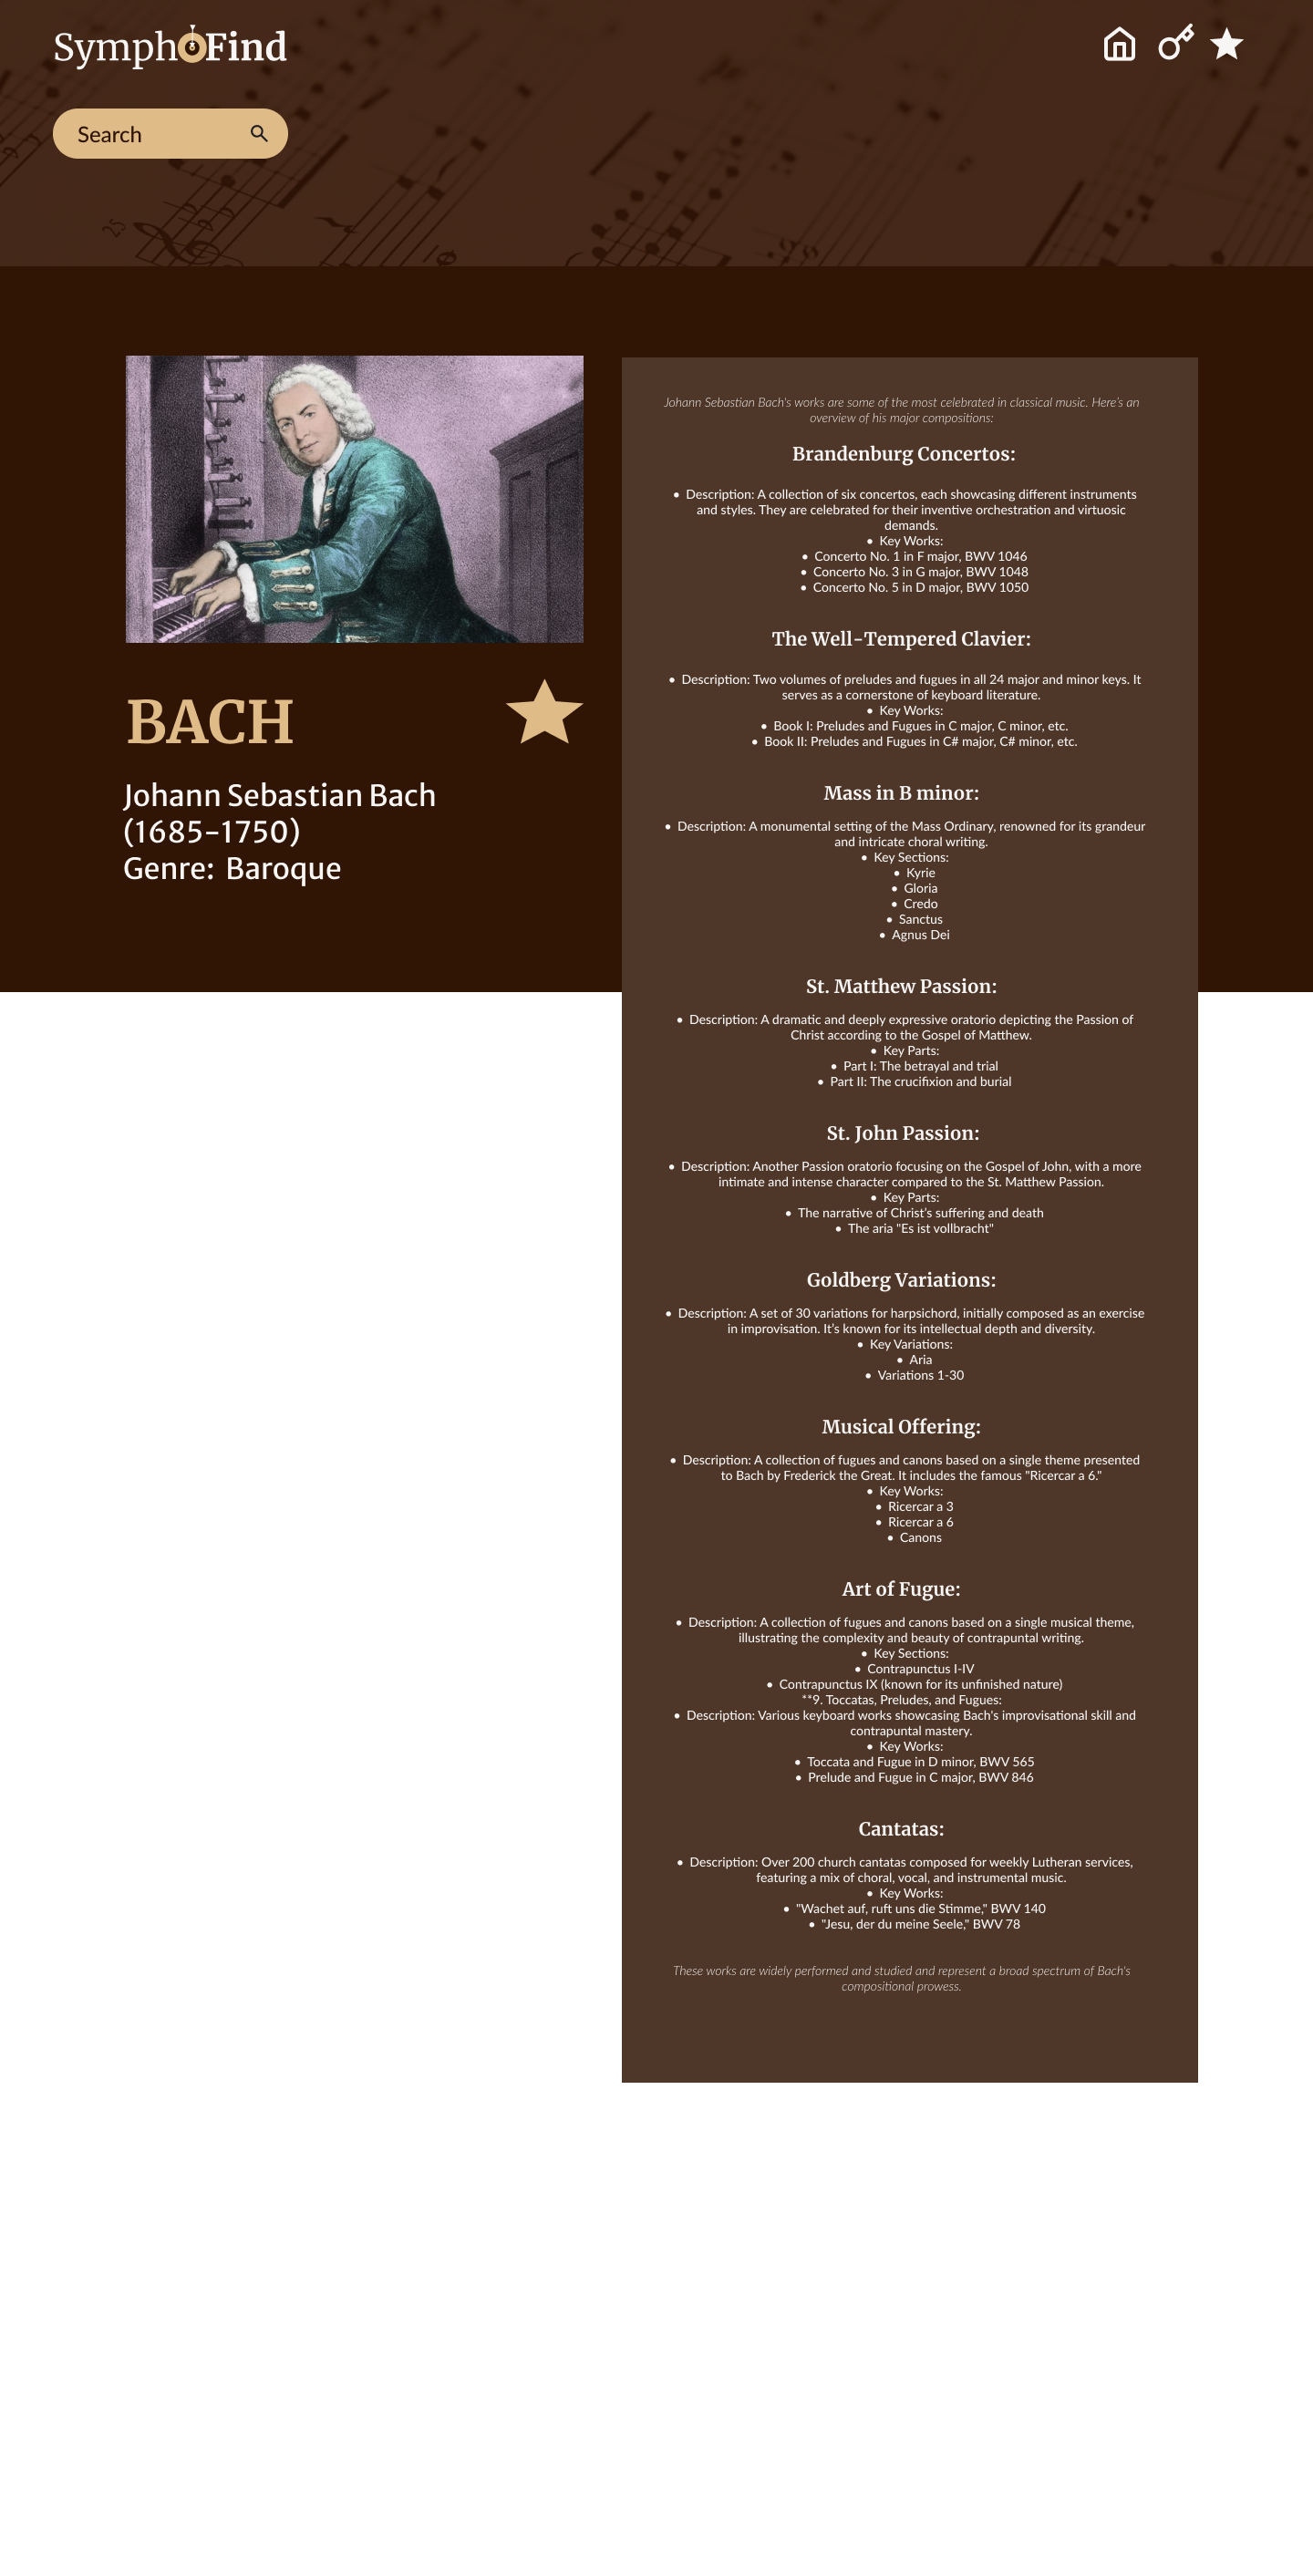 SymphoFind
Search
BACH
Johann Sebastian Bach
(1685-1750)
Genre: Baroque
Johann Sebastian Bach's works are some of the most celebrated in classical music. Here's an
overview of his major compositions:
Brandenburg Concertos:
• Description: A collection of six concertos, each showcasing different instruments
and styles. They are celebrated for their inventive orchestration and virtuosic
demands.
• Key Works:
• Concerto No. 1 in F major, BWV 1046
• Concerto No. 3 in G major, BWV 1048
• Concerto No. 5 in D major, BWV 1050
The Well-Tempered Clavier:
• Description: Two volumes of preludes and fugues in all 24 major and minor keys. It
serves as a cornerstone of keyboard literature.
• Key Works:
• Book I: Preludes and Fugues in C major, C minor, etc.
• Book II: Preludes and Fugues in C# major, C# minor, etc.
Mass in B minor:
• Description: A monumental setting of the Mass Ordinary, renowned for its grandeur
and intricate choral writing.
• Key Sections:
• Kyrie
• Gloria
• Credo
• Sanctus
• Agnus Dei
St. Matthew Passion:
• Description: A dramatic and deeply expressive oratorio depicting the Passion of
Christ according to the Gospel of Matthew.
• Key Parts:
• Part I: The betrayal and trial
• Part II: The crucifixion and burial
St. John Passion:
• Description: Another Passion oratorio focusing on the Gospel of John, with a more
intimate and intense character compared to the St. Matthew Passion.
• Key Parts:
• The narrative of Christ's suffering and death
• The aria "Es ist vollbracht"
Goldberg Variations:
• Description: A set of 30 variations for harpsichord, initially composed as an exercise
in improvisation. It's known for its intellectual depth and diversity.
• Key Variations:
• Aria
• Variations 1-30
Musical Offering:
• Description: A collection of fugues and canons based on a single theme presented
to Bach by Frederick the Great. It includes the famous "Ricercar a 6."
• Key Works:
• Ricercar a 3
• Ricercar a 6
• Canons
Art of Fugue:
• Description: A collection of fugues and canons based on a single musical theme,
illustrating the complexity and beauty of contrapuntal writing.
• Key Sections:
• Contrapunctus I-IV
• Contrapunctus IX (known for its unfinished nature)
**9. Toccatas, Preludes, and Fugues:
• Description: Various keyboard works showcasing Bach's improvisational skill and
contrapuntal mastery.
• Key Works:
• Toccata and Fugue in D minor, BWV 565
• Prelude and Fugue in C major, BWV 846
Cantatas:
• Description: Over 200 church cantatas composed for weekly Lutheran services,
featuring a mix of choral, vocal, and instrumental music.
• Key Works:
• "Wachet auf, ruft uns die Stimme," BWV 140
• "Jesu, der du meine Seele," BWV 78
These works are widely performed and studied and represent a broad spectrum of Bach's
compositional prowess.